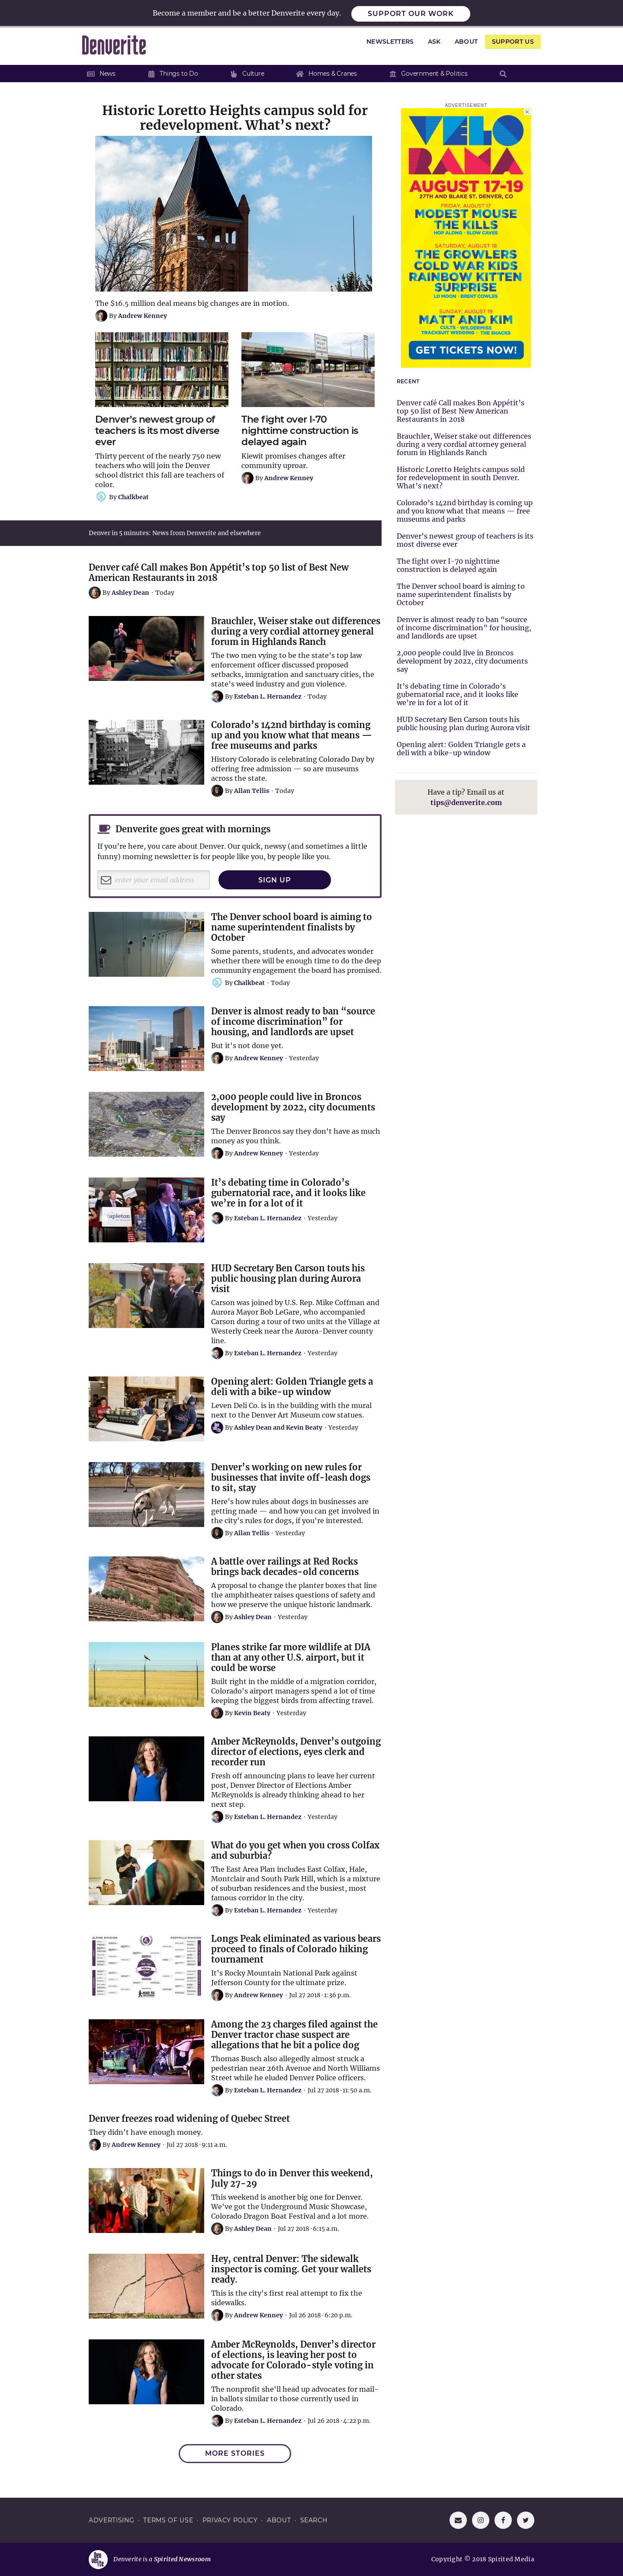 Become a member and be a better Denverite every day.
SUPPORT OUR WORK
Denverite
NEWSLETTERS
ASK
ABOUT
SUPPORT US
News
Things to Do
Culture
Homes & Cranes
Government & Politics
Historic Loretto Heights campus sold for
redevelopment. What’s next?
The $16.5 million deal means big changes are in motion.
By Andrew Kenney
Denver’s newest group of
teachers is its most diverse
ever
Thirty percent of the nearly 750 new
teachers who will join the Denver
school district this fall are teachers of
color.
By Chalkbeat
The fight over I-70
nighttime construction is
delayed again
Kiewit promises changes after
community uproar.
By Andrew Kenney
Denver in 5 minutes: News from Denverite and elsewhere
Denver café Call makes Bon Appétit’s top 50 list of Best New
American Restaurants in 2018
By Ashley Dean · Today
Brauchler, Weiser stake out differences
during a very cordial attorney general
forum in Highlands Ranch
The two men vying to be the state's top law
enforcement officer discussed proposed
setbacks, immigration and sanctuary cities, the
state's weed industry and gun violence.
By Esteban L. Hernandez · Today
Colorado’s 142nd birthday is coming
up and you know what that means —
free museums and parks
History Colorado is celebrating Colorado Day by
offering free admission — so are museums
across the state.
By Allan Tellis · Today
Denverite goes great with mornings
If you’re here, you care about Denver. Our quick, newsy (and sometimes a little
funny) morning newsletter is for people like you, by people like you.
enter your email address
SIGN UP
The Denver school board is aiming to
name superintendent finalists by
October
Some parents, students, and advocates wonder
whether there will be enough time to do the deep
community engagement the board has promised.
By Chalkbeat · Today
Denver is almost ready to ban “source
of income discrimination” for
housing, and landlords are upset
But it's not done yet.
By Andrew Kenney · Yesterday
2,000 people could live in Broncos
development by 2022, city documents
say
The Denver Broncos say they don't have as much
money as you think.
By Andrew Kenney · Yesterday
It’s debating time in Colorado’s
gubernatorial race, and it looks like
we’re in for a lot of it
By Esteban L. Hernandez · Yesterday
HUD Secretary Ben Carson touts his
public housing plan during Aurora
visit
Carson was joined by U.S. Rep. Mike Coffman and
Aurora Mayor Bob LeGare, who accompanied
Carson during a tour of two units at the Village at
Westerly Creek near the Aurora-Denver county
line.
By Esteban L. Hernandez · Yesterday
Opening alert: Golden Triangle gets a
deli with a bike-up window
Leven Deli Co. is in the building with the mural
next to the Denver Art Museum cow statues.
By Ashley Dean and Kevin Beaty · Yesterday
Denver’s working on new rules for
businesses that invite off-leash dogs
to sit, stay
Here's how rules about dogs in businesses are
getting made — and how you can get involved in
the city's rules for dogs, if you're interested.
By Allan Tellis · Yesterday
A battle over railings at Red Rocks
brings back decades-old concerns
A proposal to change the planter boxes that line
the amphitheater raises questions of safety and
how we preserve the unique historic landmark.
By Ashley Dean · Yesterday
Planes strike far more wildlife at DIA
than at any other U.S. airport, but it
could be worse
Built right in the middle of a migration corridor,
Colorado's airport managers spend a lot of time
keeping the biggest birds from affecting travel.
By Kevin Beaty · Yesterday
Amber McReynolds, Denver’s outgoing
director of elections, eyes clerk and
recorder run
Fresh off announcing plans to leave her current
post, Denver Director of Elections Amber
McReynolds is already thinking ahead to her
next step.
By Esteban L. Hernandez · Yesterday
What do you get when you cross Colfax
and suburbia?
The East Area Plan includes East Colfax, Hale,
Montclair and South Park Hill, which is a mixture
of suburban residences and the busiest, most
famous corridor in the city.
By Esteban L. Hernandez · Yesterday
Longs Peak eliminated as various bears
proceed to finals of Colorado hiking
tournament
It's Rocky Mountain National Park against
Jefferson County for the ultimate prize.
By Andrew Kenney · Jul 27 2018 · 1:36 p.m.
Among the 23 charges filed against the
Denver tractor chase suspect are
allegations that he bit a police dog
Thomas Busch also allegedly almost struck a
pedestrian near 26th Avenue and North Williams
Street while he eluded Denver Police officers.
By Esteban L. Hernandez · Jul 27 2018 · 11:50 a.m.
Denver freezes road widening of Quebec Street
They didn't have enough money.
By Andrew Kenney · Jul 27 2018 · 9:11 a.m.
Things to do in Denver this weekend,
July 27-29
This weekend is another big one for Denver.
We've got the Underground Music Showcase,
Colorado Dragon Boat Festival and a lot more.
By Ashley Dean · Jul 27 2018 · 6:15 a.m.
Hey, central Denver: The sidewalk
inspector is coming. Get your wallets
ready.
This is the city's first real attempt to fix the
sidewalks.
By Andrew Kenney · Jul 26 2018 · 6:20 p.m.
Amber McReynolds, Denver’s director
of elections, is leaving her post to
advocate for Colorado-style voting in
other states
The nonprofit she'll head up advocates for mail-
in ballots similar to those currently used in
Colorado.
By Esteban L. Hernandez · Jul 26 2018 · 4:22 p.m.
MORE STORIES
ADVERTISEMENT
VELORAMA
AUGUST 17-19
27TH AND BLAKE ST. DENVER, CO
FRIDAY, AUGUST 17
MODEST MOUSE
THE KILLS
HOP ALONG · SLOW CAVES
SATURDAY, AUGUST 18
THE GROWLERS
COLD WAR KIDS
RAINBOW KITTEN
SURPRISE
LD MOON · BRENT COWLES
SUNDAY, AUGUST 19
MATT AND KIM
CULTS · WILDERMISS
TRACKSUIT WEDDING · THE SHACKS
GET TICKETS NOW!
RECENT
Denver café Call makes Bon Appétit’s
top 50 list of Best New American
Restaurants in 2018
Brauchler, Weiser stake out differences
during a very cordial attorney general
forum in Highlands Ranch
Historic Loretto Heights campus sold
for redevelopment in south Denver.
What’s next?
Colorado’s 142nd birthday is coming up
and you know what that means — free
museums and parks
Denver’s newest group of teachers is its
most diverse ever
The fight over I-70 nighttime
construction is delayed again
The Denver school board is aiming to
name superintendent finalists by
October
Denver is almost ready to ban “source
of income discrimination” for housing,
and landlords are upset
2,000 people could live in Broncos
development by 2022, city documents
say
It’s debating time in Colorado’s
gubernatorial race, and it looks like
we’re in for a lot of it
HUD Secretary Ben Carson touts his
public housing plan during Aurora visit
Opening alert: Golden Triangle gets a
deli with a bike-up window
Have a tip? Email us at
tips@denverite.com
ADVERTISING · TERMS OF USE · PRIVACY POLICY · ABOUT · SEARCH
Denverite is a Spirited Newsroom
Copyright © 2018 Spirited Media